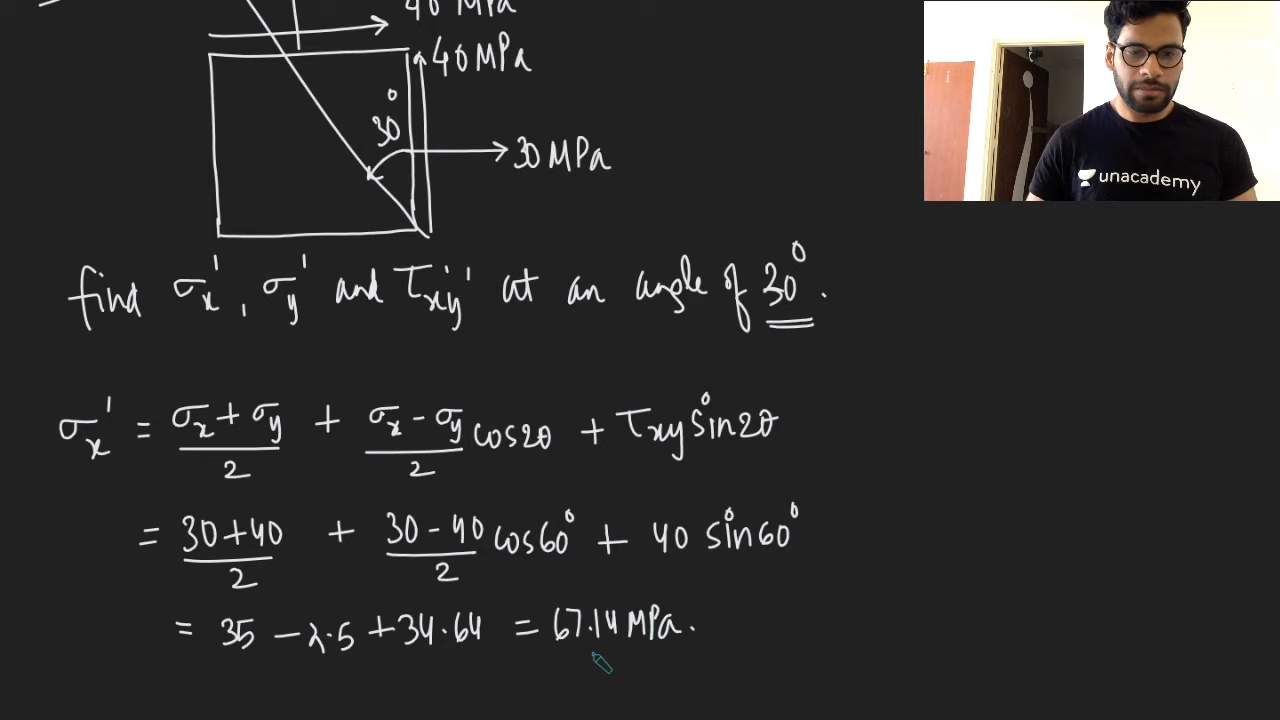 40 MPa
40 MPa
30°
30 MPa
unacademy
find σx', σy' and τx'y' at an angle of 30°.
σx' = σx + σy / 2 + σx - σy / 2 cos2θ + τxy sin2θ
= 30+40 / 2 + 30-40 / 2 cos60° + 40 sin60°
= 35 - 2.5 + 34.64 = 67.14 MPa.